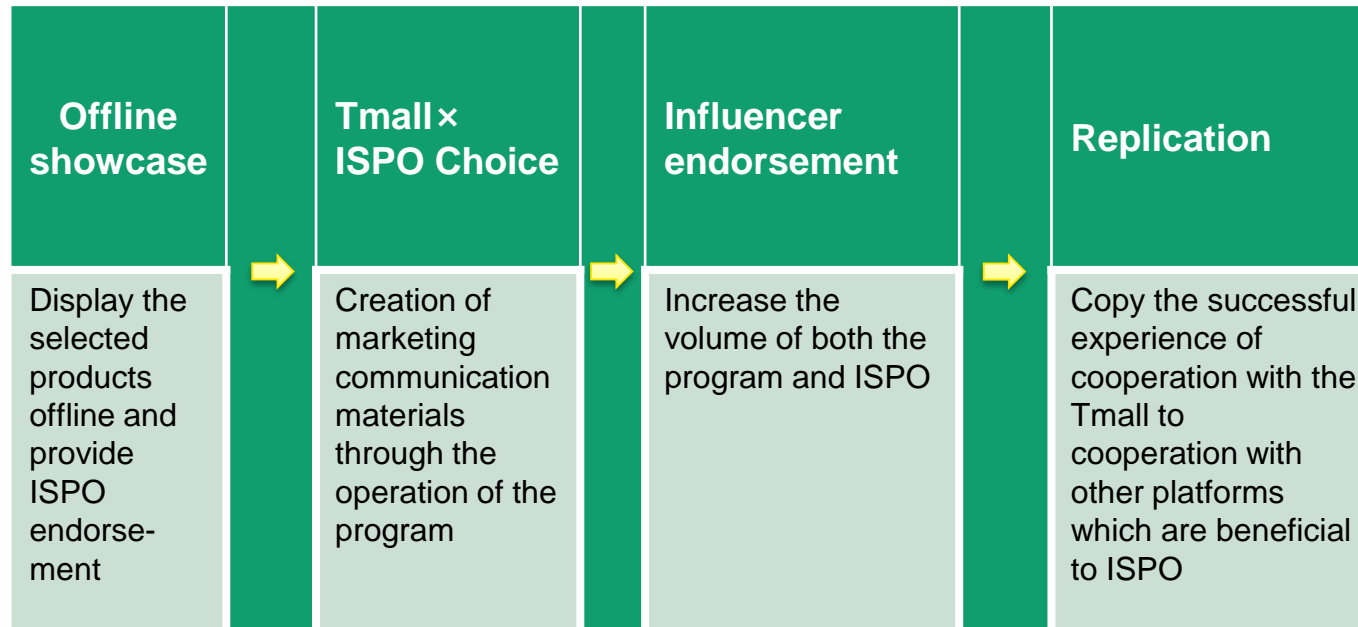 Offline
showcase
Tmall×
ISPO Choice
Influencer
endorsement
Replication
Display the
selected
products
offline and
provide
ISPO
endorse-
ment
Creation of
marketing
communication
materials
through the
operation of the
program
Increase the
volume of both the
program and ISPO
Copy the successful
experience of
cooperation with the
Tmall to
cooperation with
other platforms
which are beneficial
to ISPO